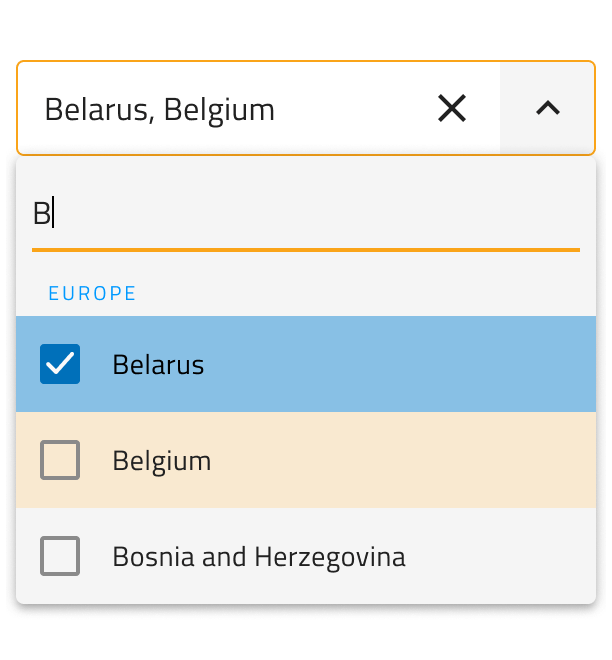 Belarus, Belgium
B
EUROPE
Belarus
Belgium
Bosnia and Herzegovina